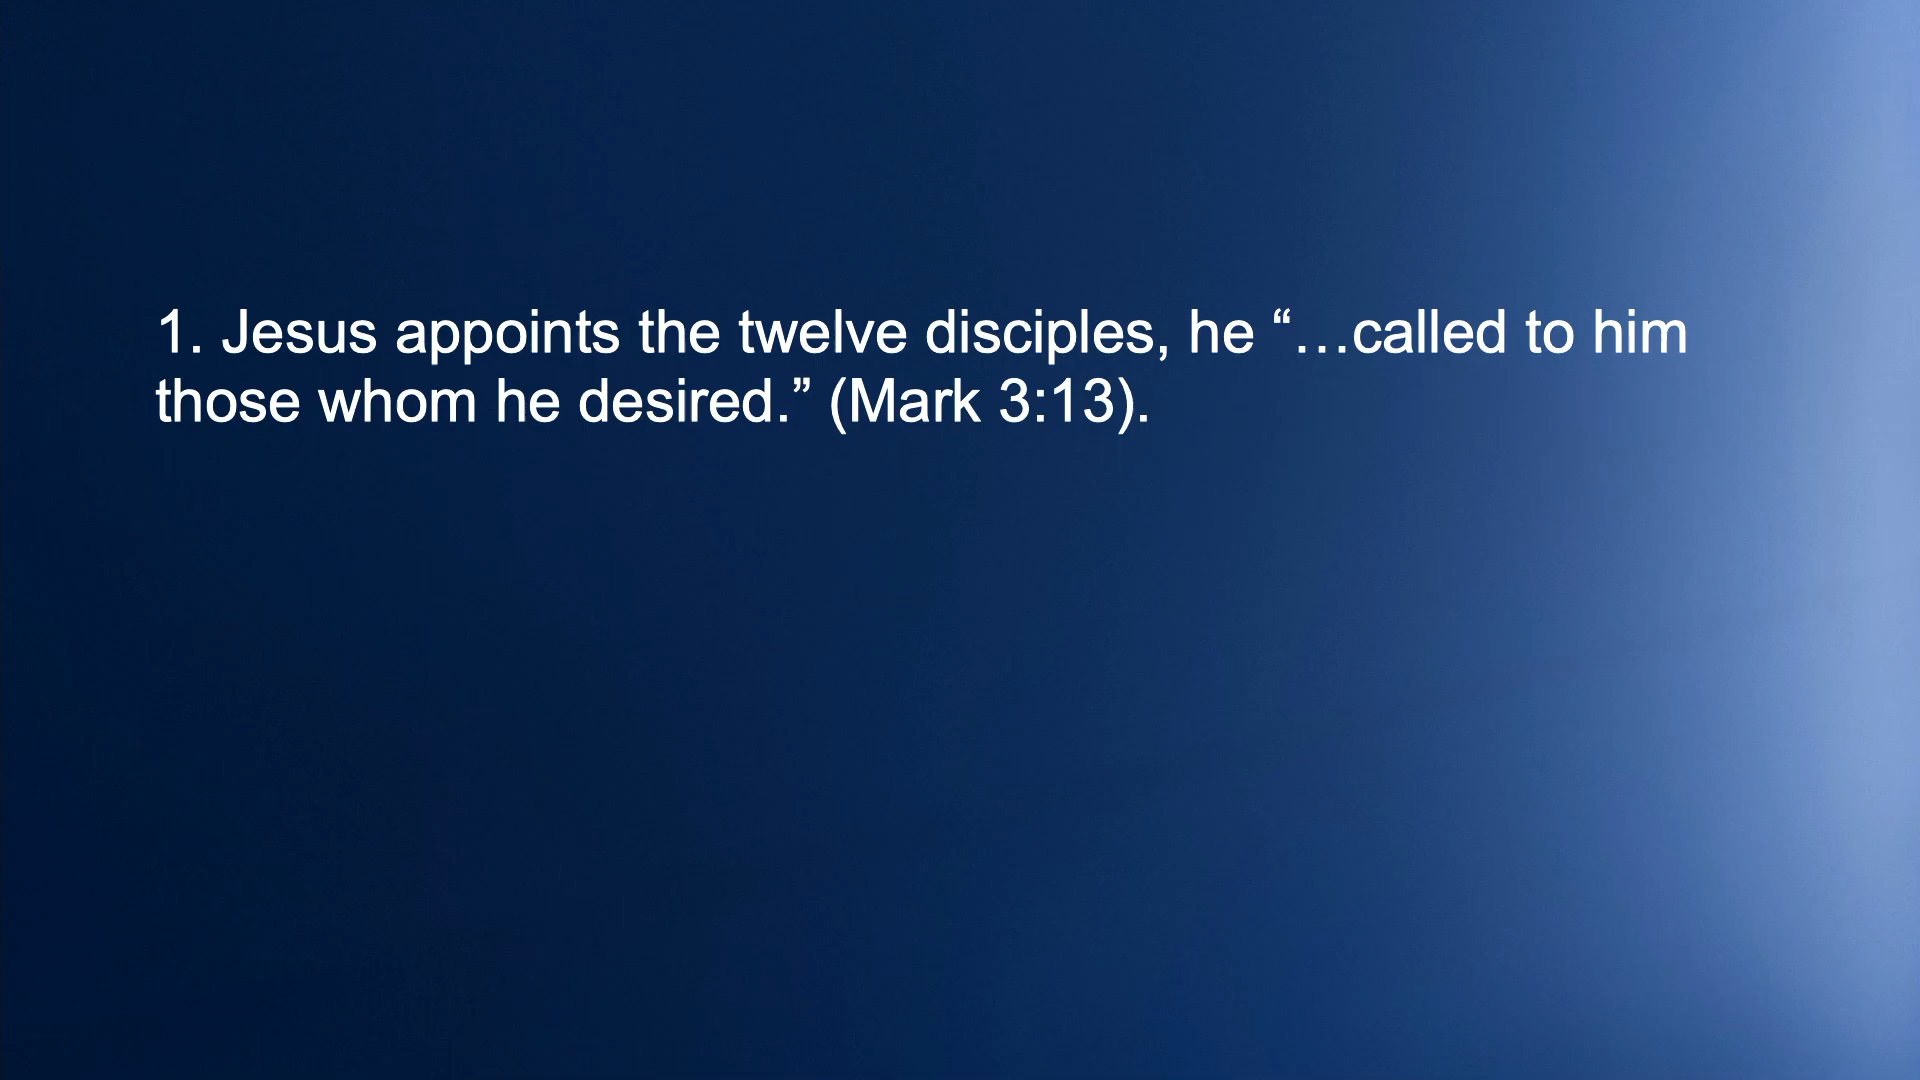 1. Jesus appoints the twelve disciples, he “…called to him
those whom he desired.” (Mark 3:13).